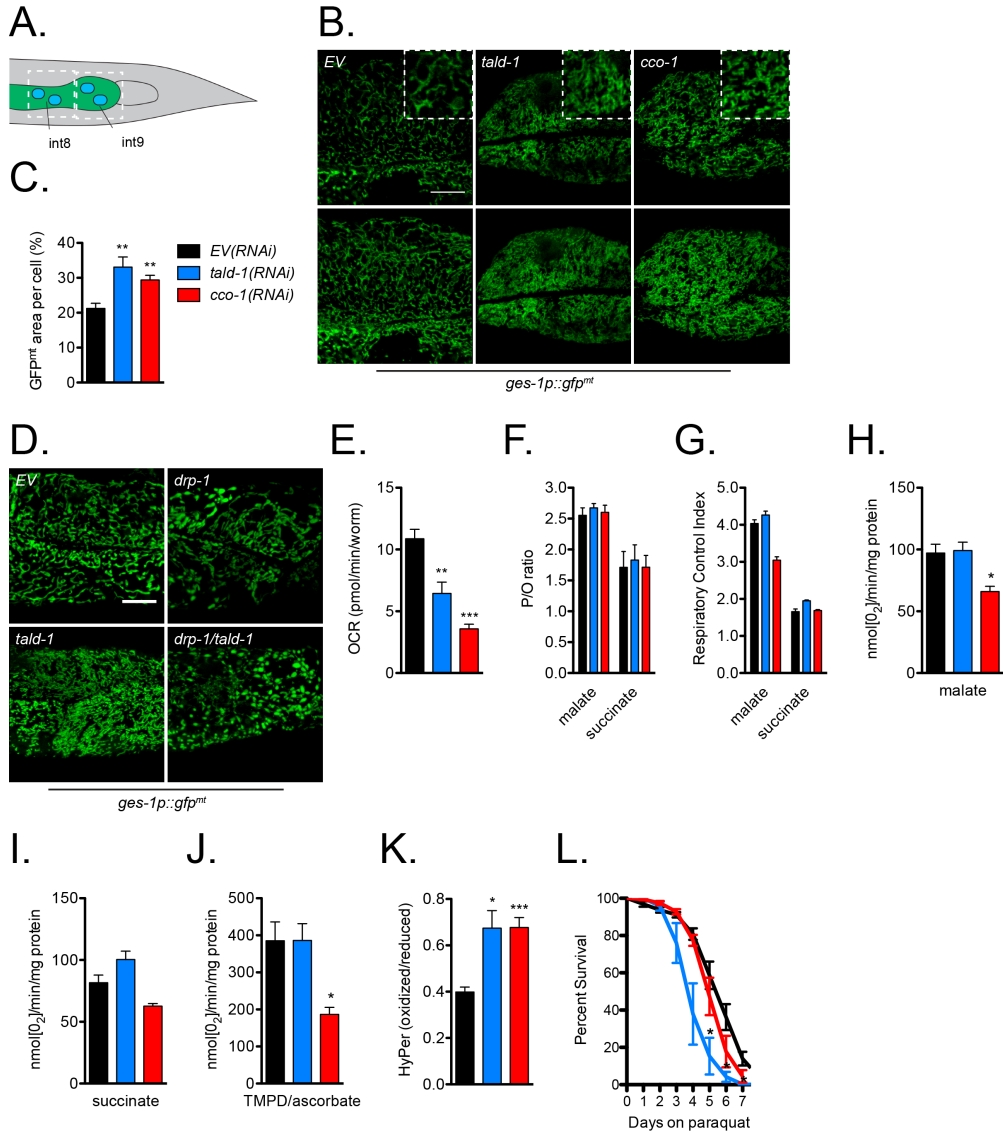 A.
int8
int9
B.
EV
tald-1
cco-1
ges-1p::gfpᵐᵗ
C.
GFPᵐᵗ area per cell (%)
40
30
20
10
0
**
**
EV(RNAi)
tald-1(RNAi)
cco-1(RNAi)
D.
EV
drp-1
tald-1
drp-1/tald-1
ges-1p::gfpᵐᵗ
E.
OCR (pmol/min/worm)
15
10
5
0
**
***
F.
P/O ratio
3.0
2.5
2.0
1.5
1.0
0.5
0.0
malate
succinate
G.
Respiratory Control Index
5.0
4.0
3.0
2.0
1.0
0.0
malate
succinate
H.
nmol[0₂]/min/mg protein
150
100
50
0
*
malate
I.
nmol[0₂]/min/mg protein
150
100
50
0
succinate
J.
nmol[0₂]/min/mg protein
500
400
300
200
100
0
*
TMPD/ascorbate
K.
HyPer (oxidized/reduced)
0.8
0.6
0.4
0.2
0.0
*
***
L.
Percent Survival
100
80
60
40
20
0
*
*
*
0 1 2 3 4 5 6 7
Days on paraquat